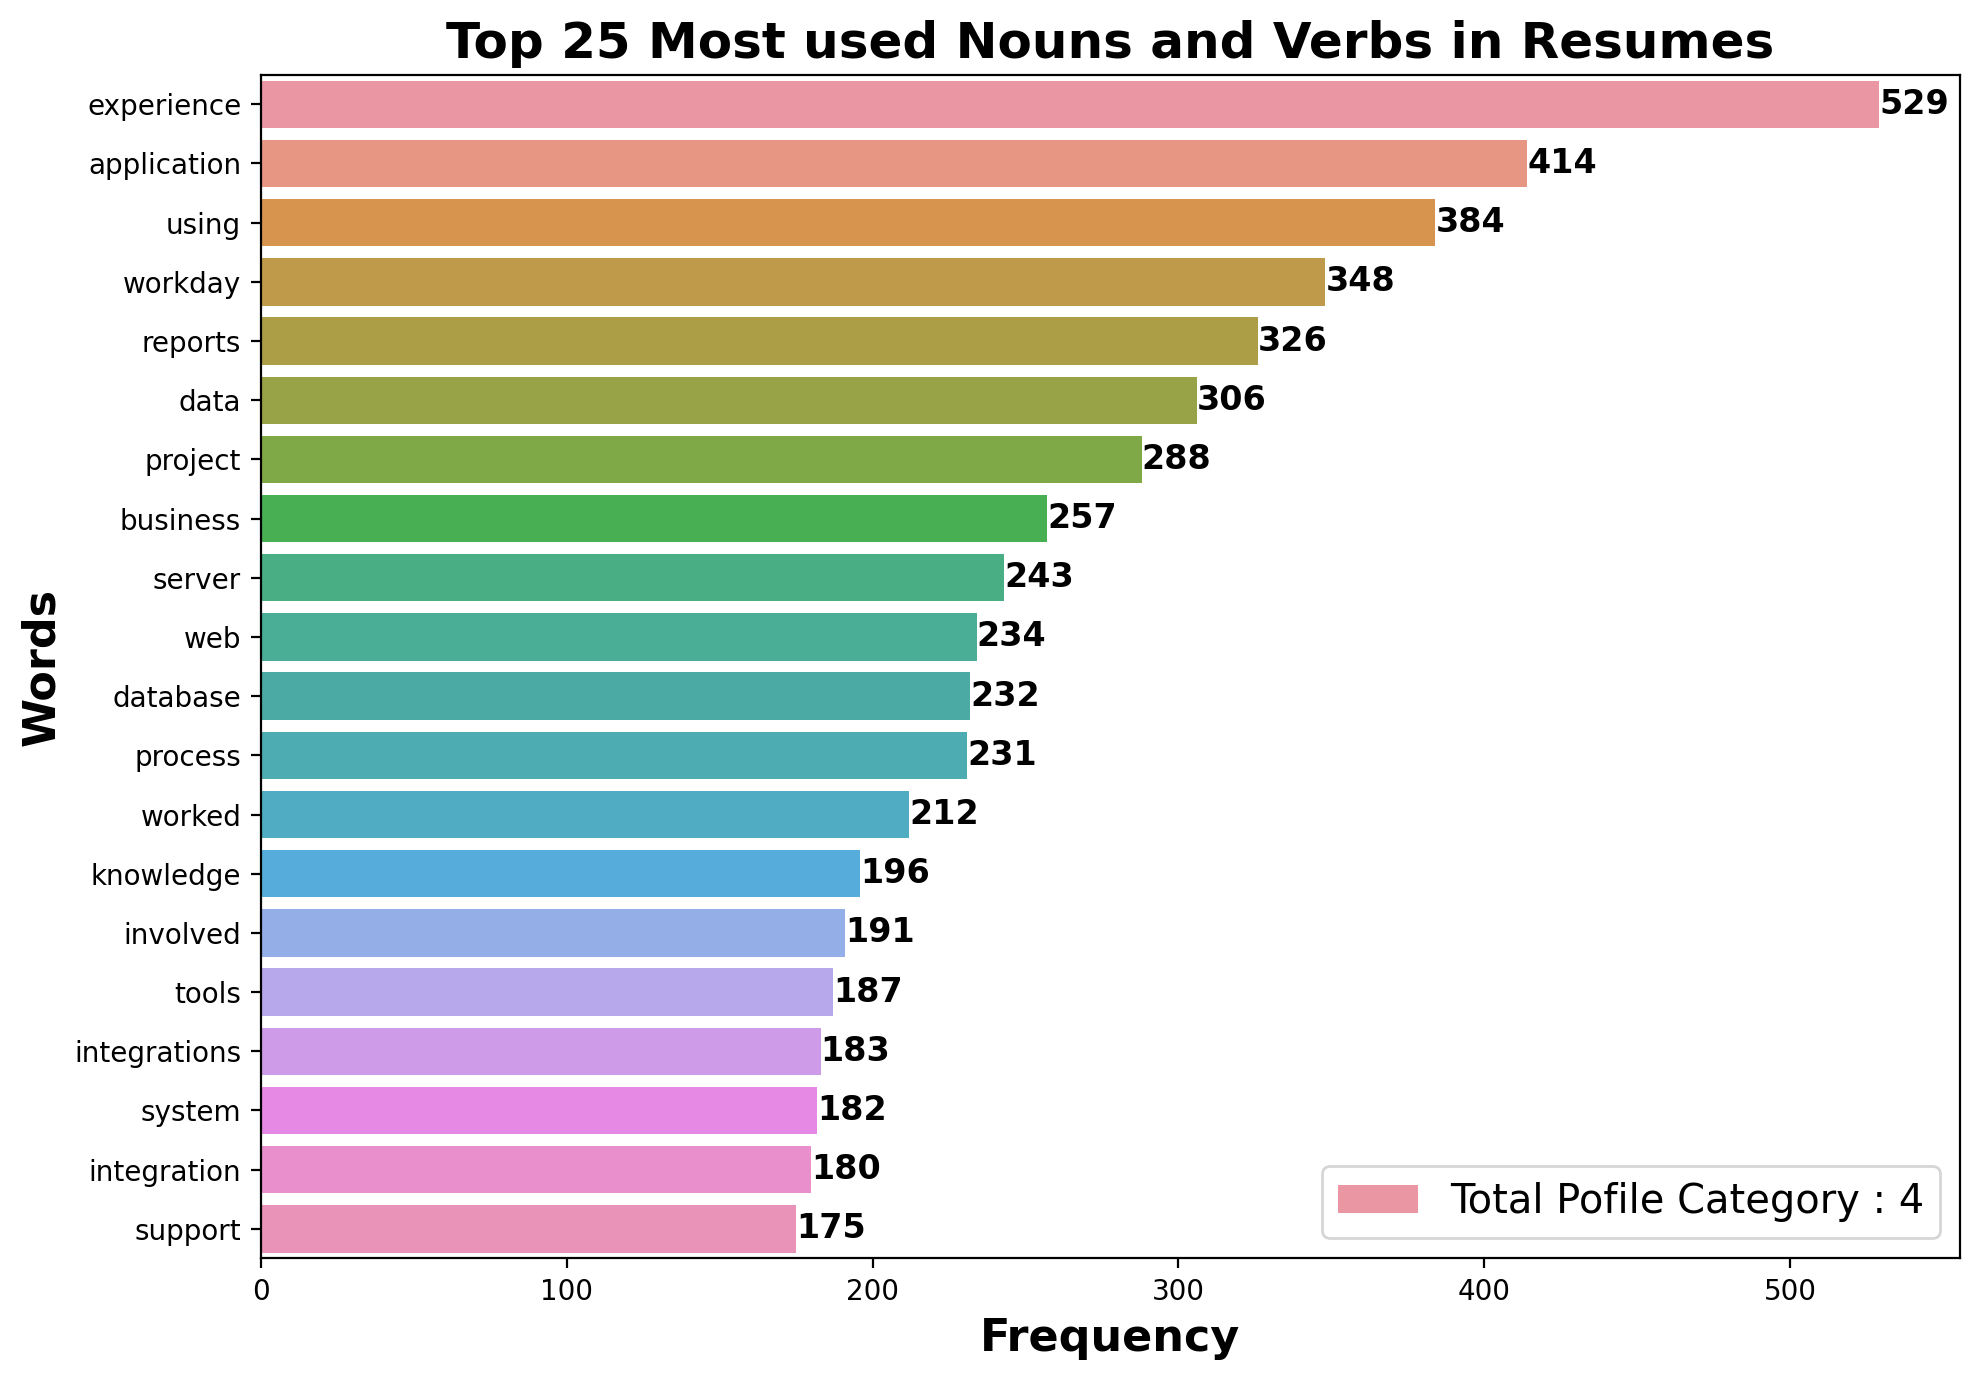 Top 25 Most used Nouns and Verbs in Resumes
Words
experience 529
application 414
using 384
workday 348
reports 326
data 306
project 288
business 257
server 243
web 234
database 232
process 231
worked 212
knowledge 196
involved 191
tools 187
integrations 183
system 182
integration 180
support 175
Total Pofile Category : 4
0 100 200 300 400 500
Frequency